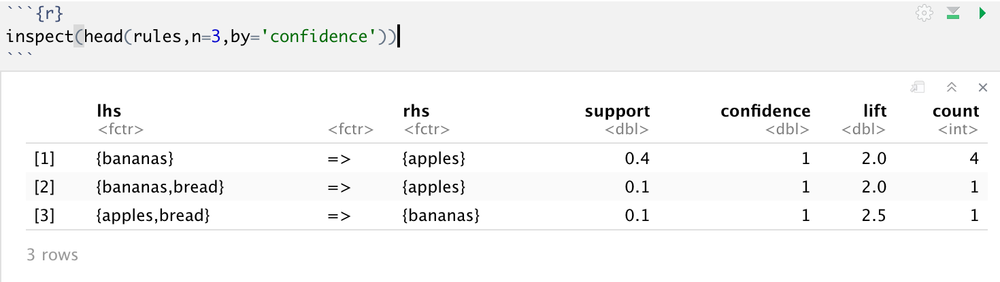 ```{r}
inspect(head(rules,n=3,by='confidence'))
```
lhs rhs support confidence lift count
<fctr> <fctr> <fctr> <dbl> <dbl> <dbl> <int>
[1] {bananas} => {apples} 0.4 1 2.0 4
[2] {bananas,bread} => {apples} 0.1 1 2.0 1
[3] {apples,bread} => {bananas} 0.1 1 2.5 1
3 rows